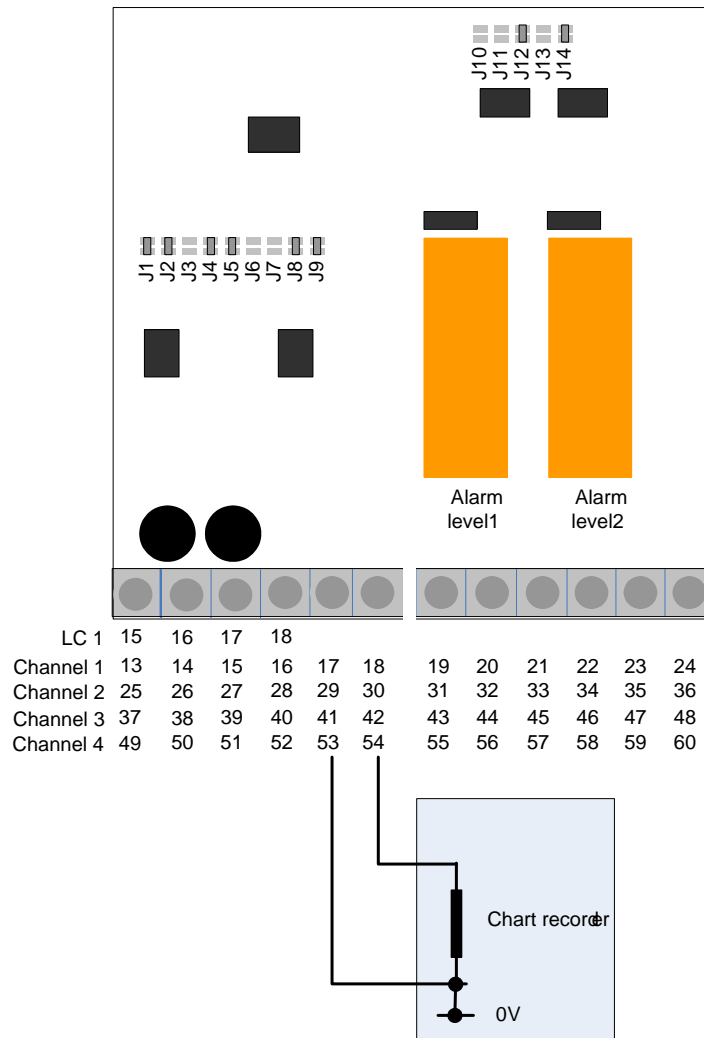 J10 J11 J12 J13 J14
J1 J2 J3 J4 J5 J6 J7 J8 J9
Alarm level1
Alarm level2
LC 1 15 16 17 18
Channel 1 13 14 15 16 17 18 19 20 21 22 23 24
Channel 2 25 26 27 28 29 30 31 32 33 34 35 36
Channel 3 37 38 39 40 41 42 43 44 45 46 47 48
Channel 4 49 50 51 52 53 54 55 56 57 58 59 60
Chart recorder
0V